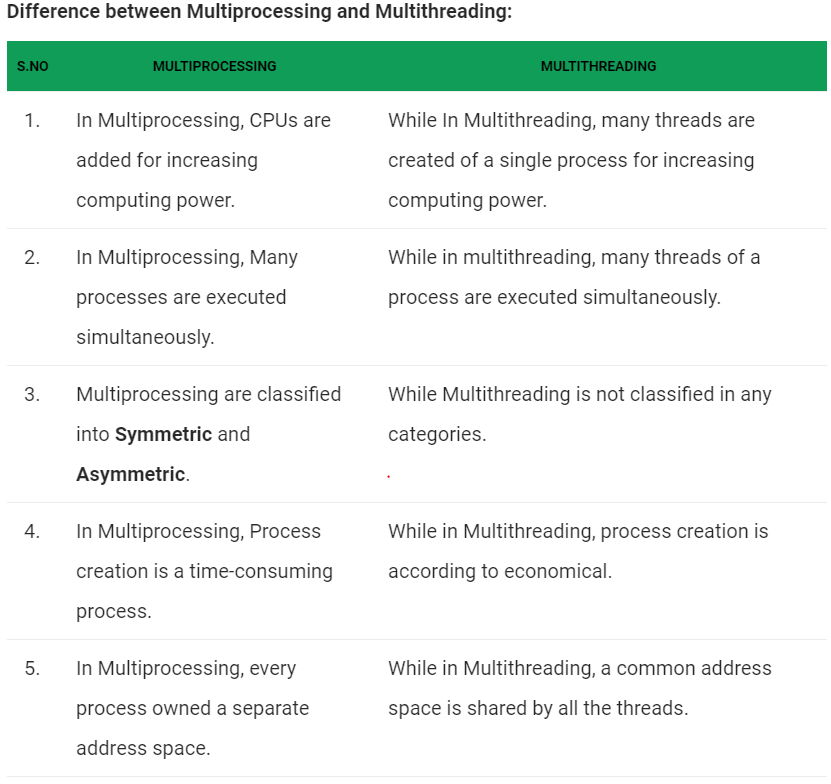 Difference between Multiprocessing and Multithreading:
S.NO MULTIPROCESSING MULTITHREADING
1. In Multiprocessing, CPUs are While In Multithreading, many threads are
added for increasing created of a single process for increasing
computing power. computing power.
2. In Multiprocessing, Many While in multithreading, many threads of a
processes are executed process are executed simultaneously.
simultaneously.
3. Multiprocessing are classified While Multithreading is not classified in any
into Symmetric and categories.
Asymmetric.
4. In Multiprocessing, Process While in Multithreading, process creation is
creation is a time-consuming according to economical.
process.
5. In Multiprocessing, every While in Multithreading, a common address
process owned a separate space is shared by all the threads.
address space.